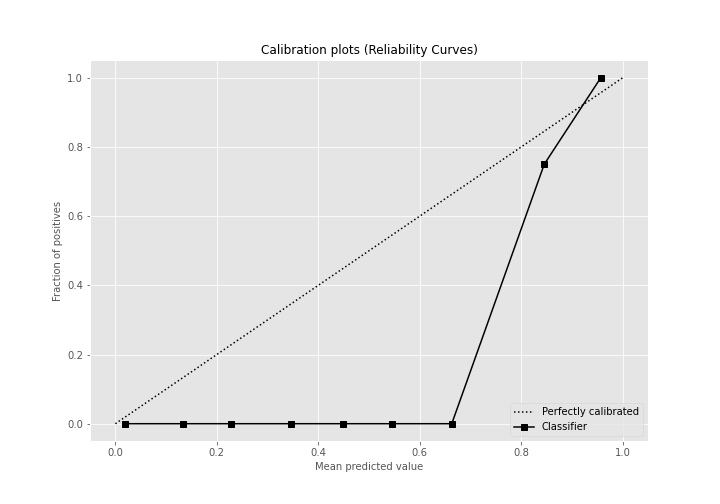 Calibration plots (Reliability Curves)
1.0
0.8
0.6
0.4
0.2
0.0
Fraction of positives
0.0 0.2 0.4 0.6 0.8 1.0
Mean predicted value
Perfectly calibrated
Classifier